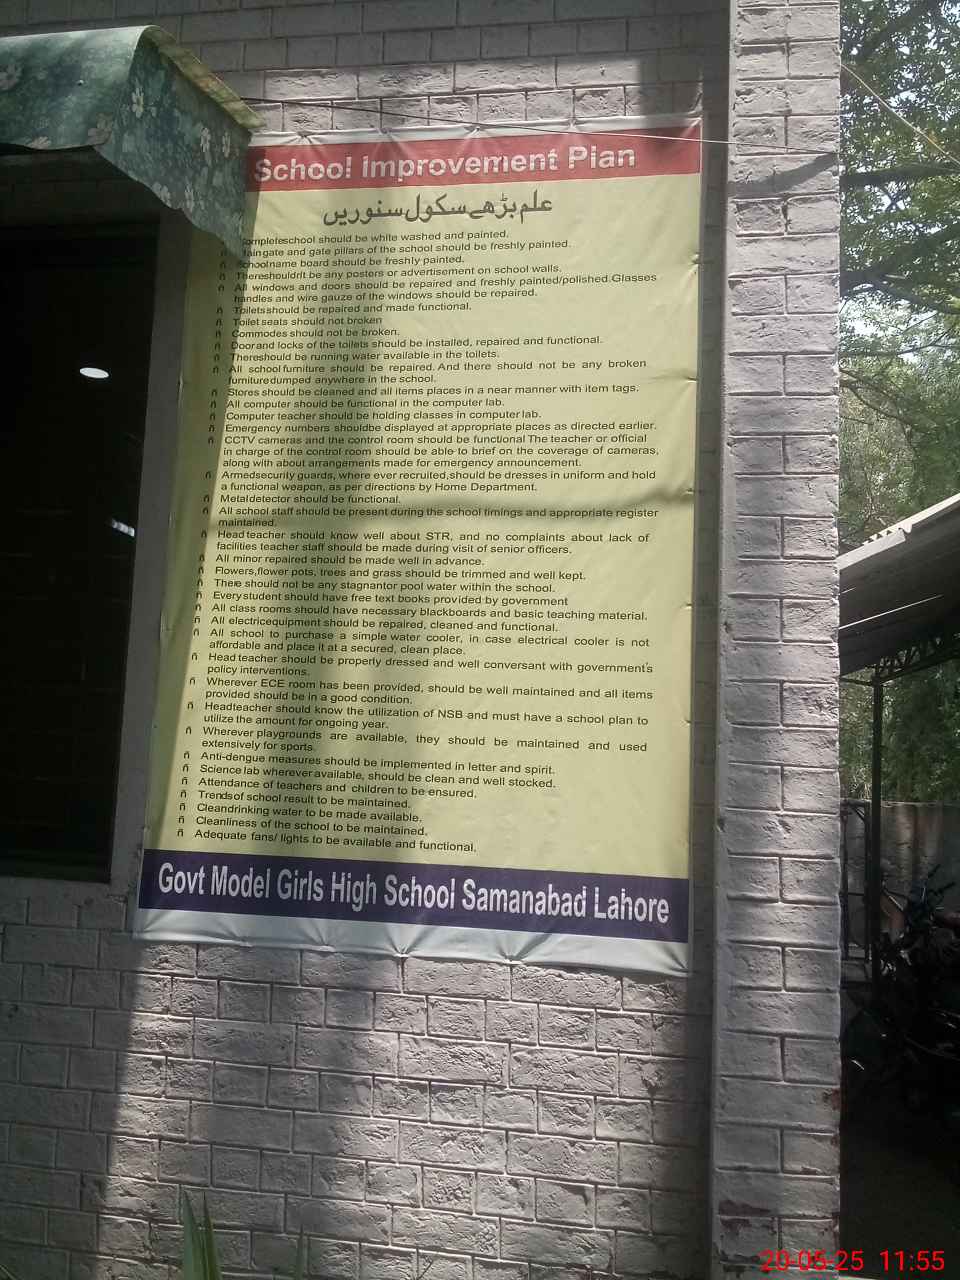 School Improvement Plan
علم بڑھے سکول سنوریں
ñ Completeschool should be white washed and painted.
ñ Maingate and gate pillars of the school should be freshly painted.
ñ Schoolname board should be freshly painted.
ñ Thereshouldn't be any posters or advertisement on school walls.
ñ All windows and doors should be repaired and freshly painted/polished.Glasses
handles and wire gauze of the windows should be repaired.
ñ Toiletsshould be repaired and made functional.
ñ Toilet seats should not broken
ñ Commodes should not be broken.
ñ Doorand locks of the toilets should be installed, repaired and functional.
ñ Thereshould be running water available in the toilets.
ñ All school furniture should be repaired. And there should not be any broken
furnituredumped anywhere in the school.
ñ Stores should be cleaned and all items places in a near manner with item tags.
ñ All computer should be functional in the computer lab.
ñ Computer teacher should be holding classes in computer lab.
ñ Emergency numbers shouldbe displayed at appropriate places as directed earlier.
ñ CCTV cameras and the control room should be functional The teacher or official
in charge of the control room should be able to brief on the coverage of cameras,
along with about arrangements made for emergency announcement.
ñ Armedsecurity guards, where ever recruited,should be dresses in uniform and hold
a functional weapon, as per directions by Home Department.
ñ Metaldetector should be functional.
ñ All school staff should be present during the school timings and appropriate register
maintained.
ñ Head teacher should know well about STR, and no complaints about lack of
facilities teacher staff should be made during visit of senior officers.
ñ All minor repaired should be made well in advance.
ñ Flowers,flower pots, trees and grass should be trimmed and well kept.
ñ There should not be any stagnantor pool water within the school.
ñ Everystudent should have free text books provided by government
ñ All class rooms should have necessary blackboards and basic teaching material.
ñ All electricequipment should be repaired, cleaned and functional.
ñ All school to purchase a simple water cooler, in case electrical cooler is not
affordable and place it at a secured, clean place.
ñ Head teacher should be properly dressed and well conversant with government's
policy interventions.
ñ Wherever ECE room has been provided, should be well maintained and all items
provided should be in a good condition.
ñ Headteacher should know the utilization of NSB and must have a school plan to
utilize the amount for ongoing year.
ñ Wherever playgrounds are available, they should be maintained and used
extensively for sports.
ñ Anti-dengue measures should be implemented in letter and spirit.
ñ Science lab wherever available, should be clean and well stocked.
ñ Attendance of teachers and children to be ensured.
ñ Trendsof school result to be maintained.
ñ Cleandrinking water to be made available.
ñ Cleanliness of the school to be maintained.
ñ Adequate fans/ lights to be available and functional.
Govt Model Girls High School Samanabad Lahore
20-05-25 11:55